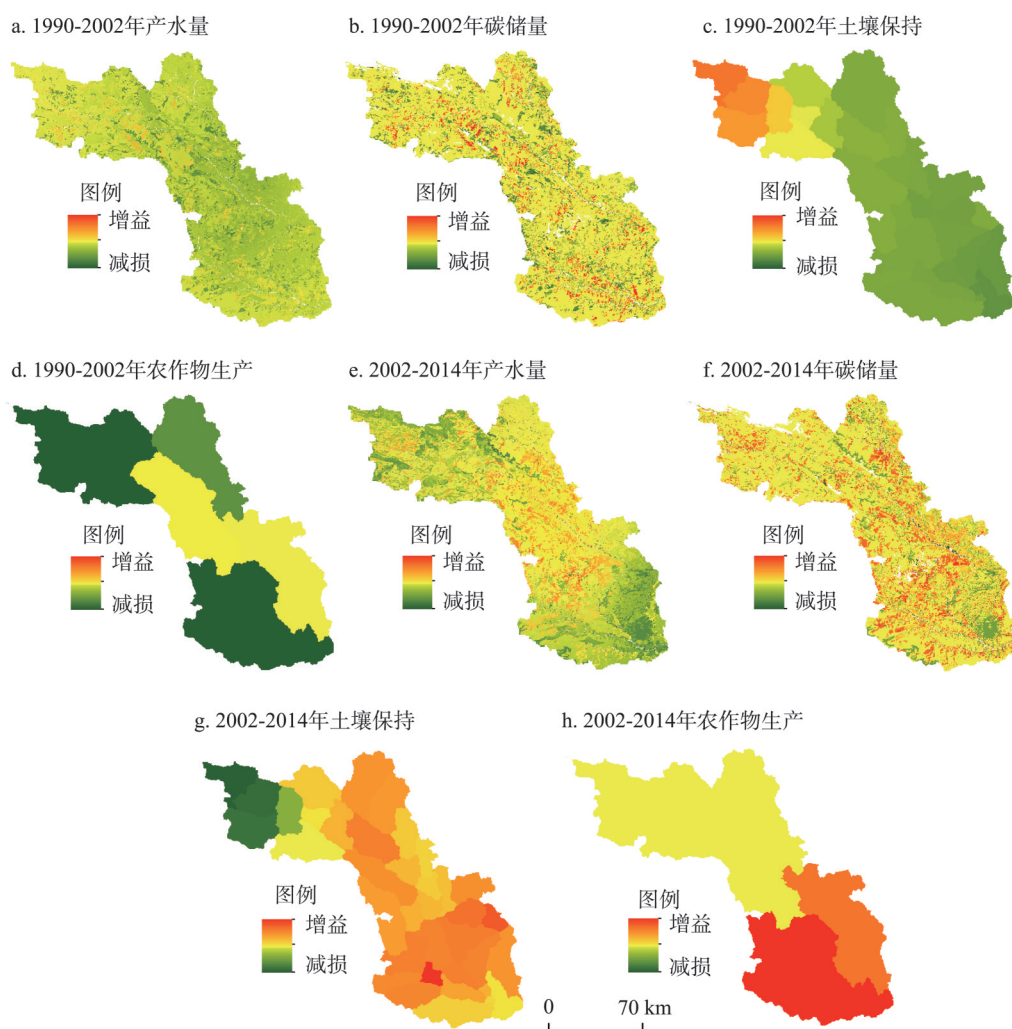 a. 1990-2002年产水量
b. 1990-2002年碳储量
c. 1990-2002年土壤保持
图例
增益
减损
图例
增益
减损
图例
增益
减损
d. 1990-2002年农作物生产
e. 2002-2014年产水量
f. 2002-2014年碳储量
图例
增益
减损
图例
增益
减损
图例
增益
减损
g. 2002-2014年土壤保持
h. 2002-2014年农作物生产
图例
增益
减损
图例
增益
减损
0 70 km